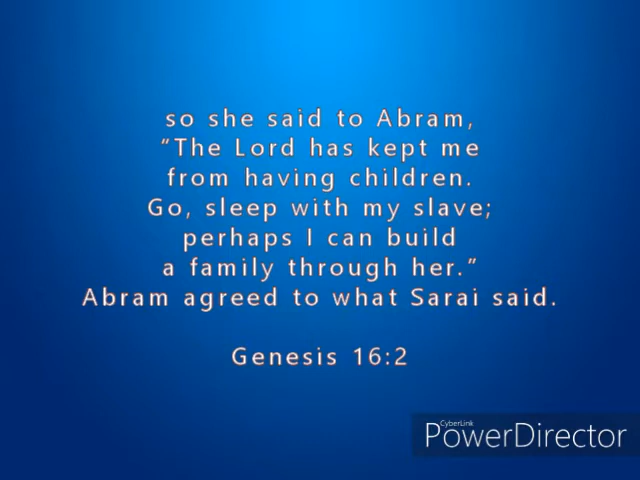 so she said to Abram,
“The Lord has kept me
from having children.
Go, sleep with my slave;
perhaps I can build
a family through her.”
Abram agreed to what Sarai said.
Genesis 16:2
CyberLink
PowerDirector